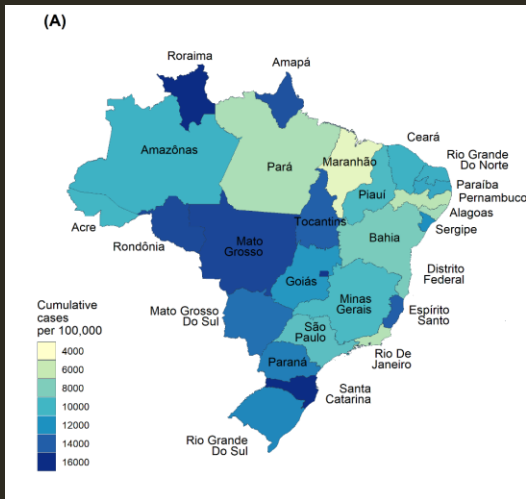 (A)
Roraima
Amapá
Amazônas
Pará
Maranhão
Ceará
Rio Grande
Do Norte
Piauí
Paraíba
Pernambuco
Alagoas
Sergipe
Acre
Rondônia
Mato
Grosso
Tocantins
Bahia
Distrito
Federal
Goiás
Minas
Gerais
Espírito
Santo
Mato Grosso
Do Sul
São
Paulo
Rio De
Janeiro
Paraná
Santa
Catarina
Rio Grande
Do Sul
Cumulative
cases
per 100,000
4000
6000
8000
10000
12000
14000
16000